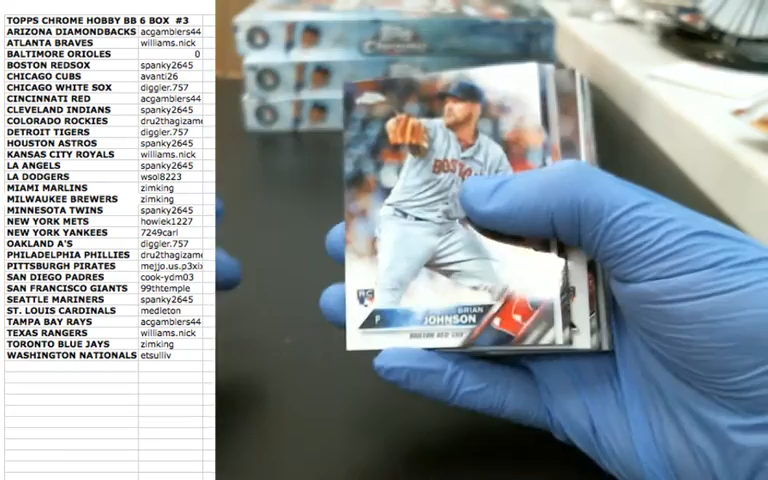 TOPPS CHROME HOBBY BB 6 BOX #3
ARIZONA DIAMONDBACKS acgamblers44
ATLANTA BRAVES williams.nick
BALTIMORE ORIOLES 0
BOSTON REDSOX spanky2645
CHICAGO CUBS avanti26
CHICAGO WHITE SOX diggler.757
CINCINNATI RED acgamblers44
CLEVELAND INDIANS spanky2645
COLORADO ROCKIES dru2thagizame
DETROIT TIGERS diggler.757
HOUSTON ASTROS spanky2645
KANSAS CITY ROYALS williams.nick
LA ANGELS spanky2645
LA DODGERS wsol8223
MIAMI MARLINS zimking
MILWAUKEE BREWERS zimking
MINNESOTA TWINS spanky2645
NEW YORK METS howiek1227
NEW YORK YANKEES 7249carl
OAKLAND A'S diggler.757
PHILADELPHIA PHILLIES dru2thagizame
PITTSBURGH PIRATES mejjo.us.p3xix
SAN DIEGO PADRES cook-ydm03
SAN FRANCISCO GIANTS 99thtemple
SEATTLE MARINERS spanky2645
ST. LOUIS CARDINALS medleton
TAMPA BAY RAYS acgamblers44
TEXAS RANGERS williams.nick
TORONTO BLUE JAYS zimking
WASHINGTON NATIONALS etsulliv
Topps
Chrome
BOSTON
RC
BRIAN
P JOHNSON
BOSTON RED SOX